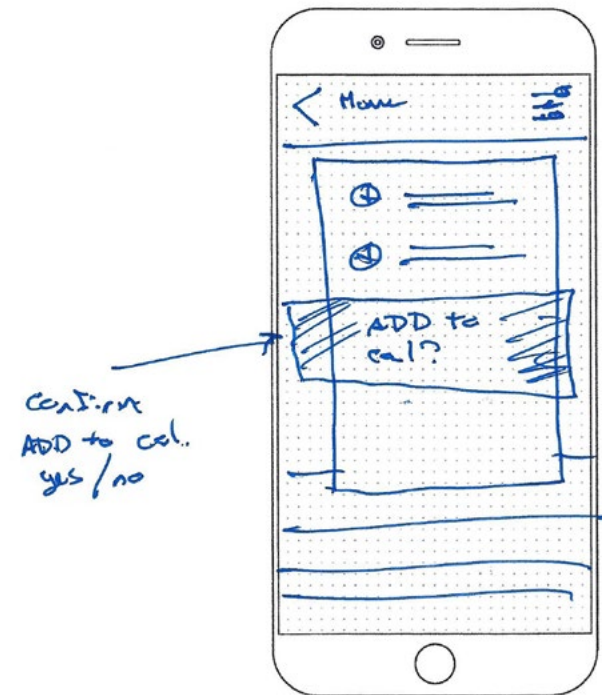 Home
ADD to
cal?
Confirm
ADD to cal.
yes / no